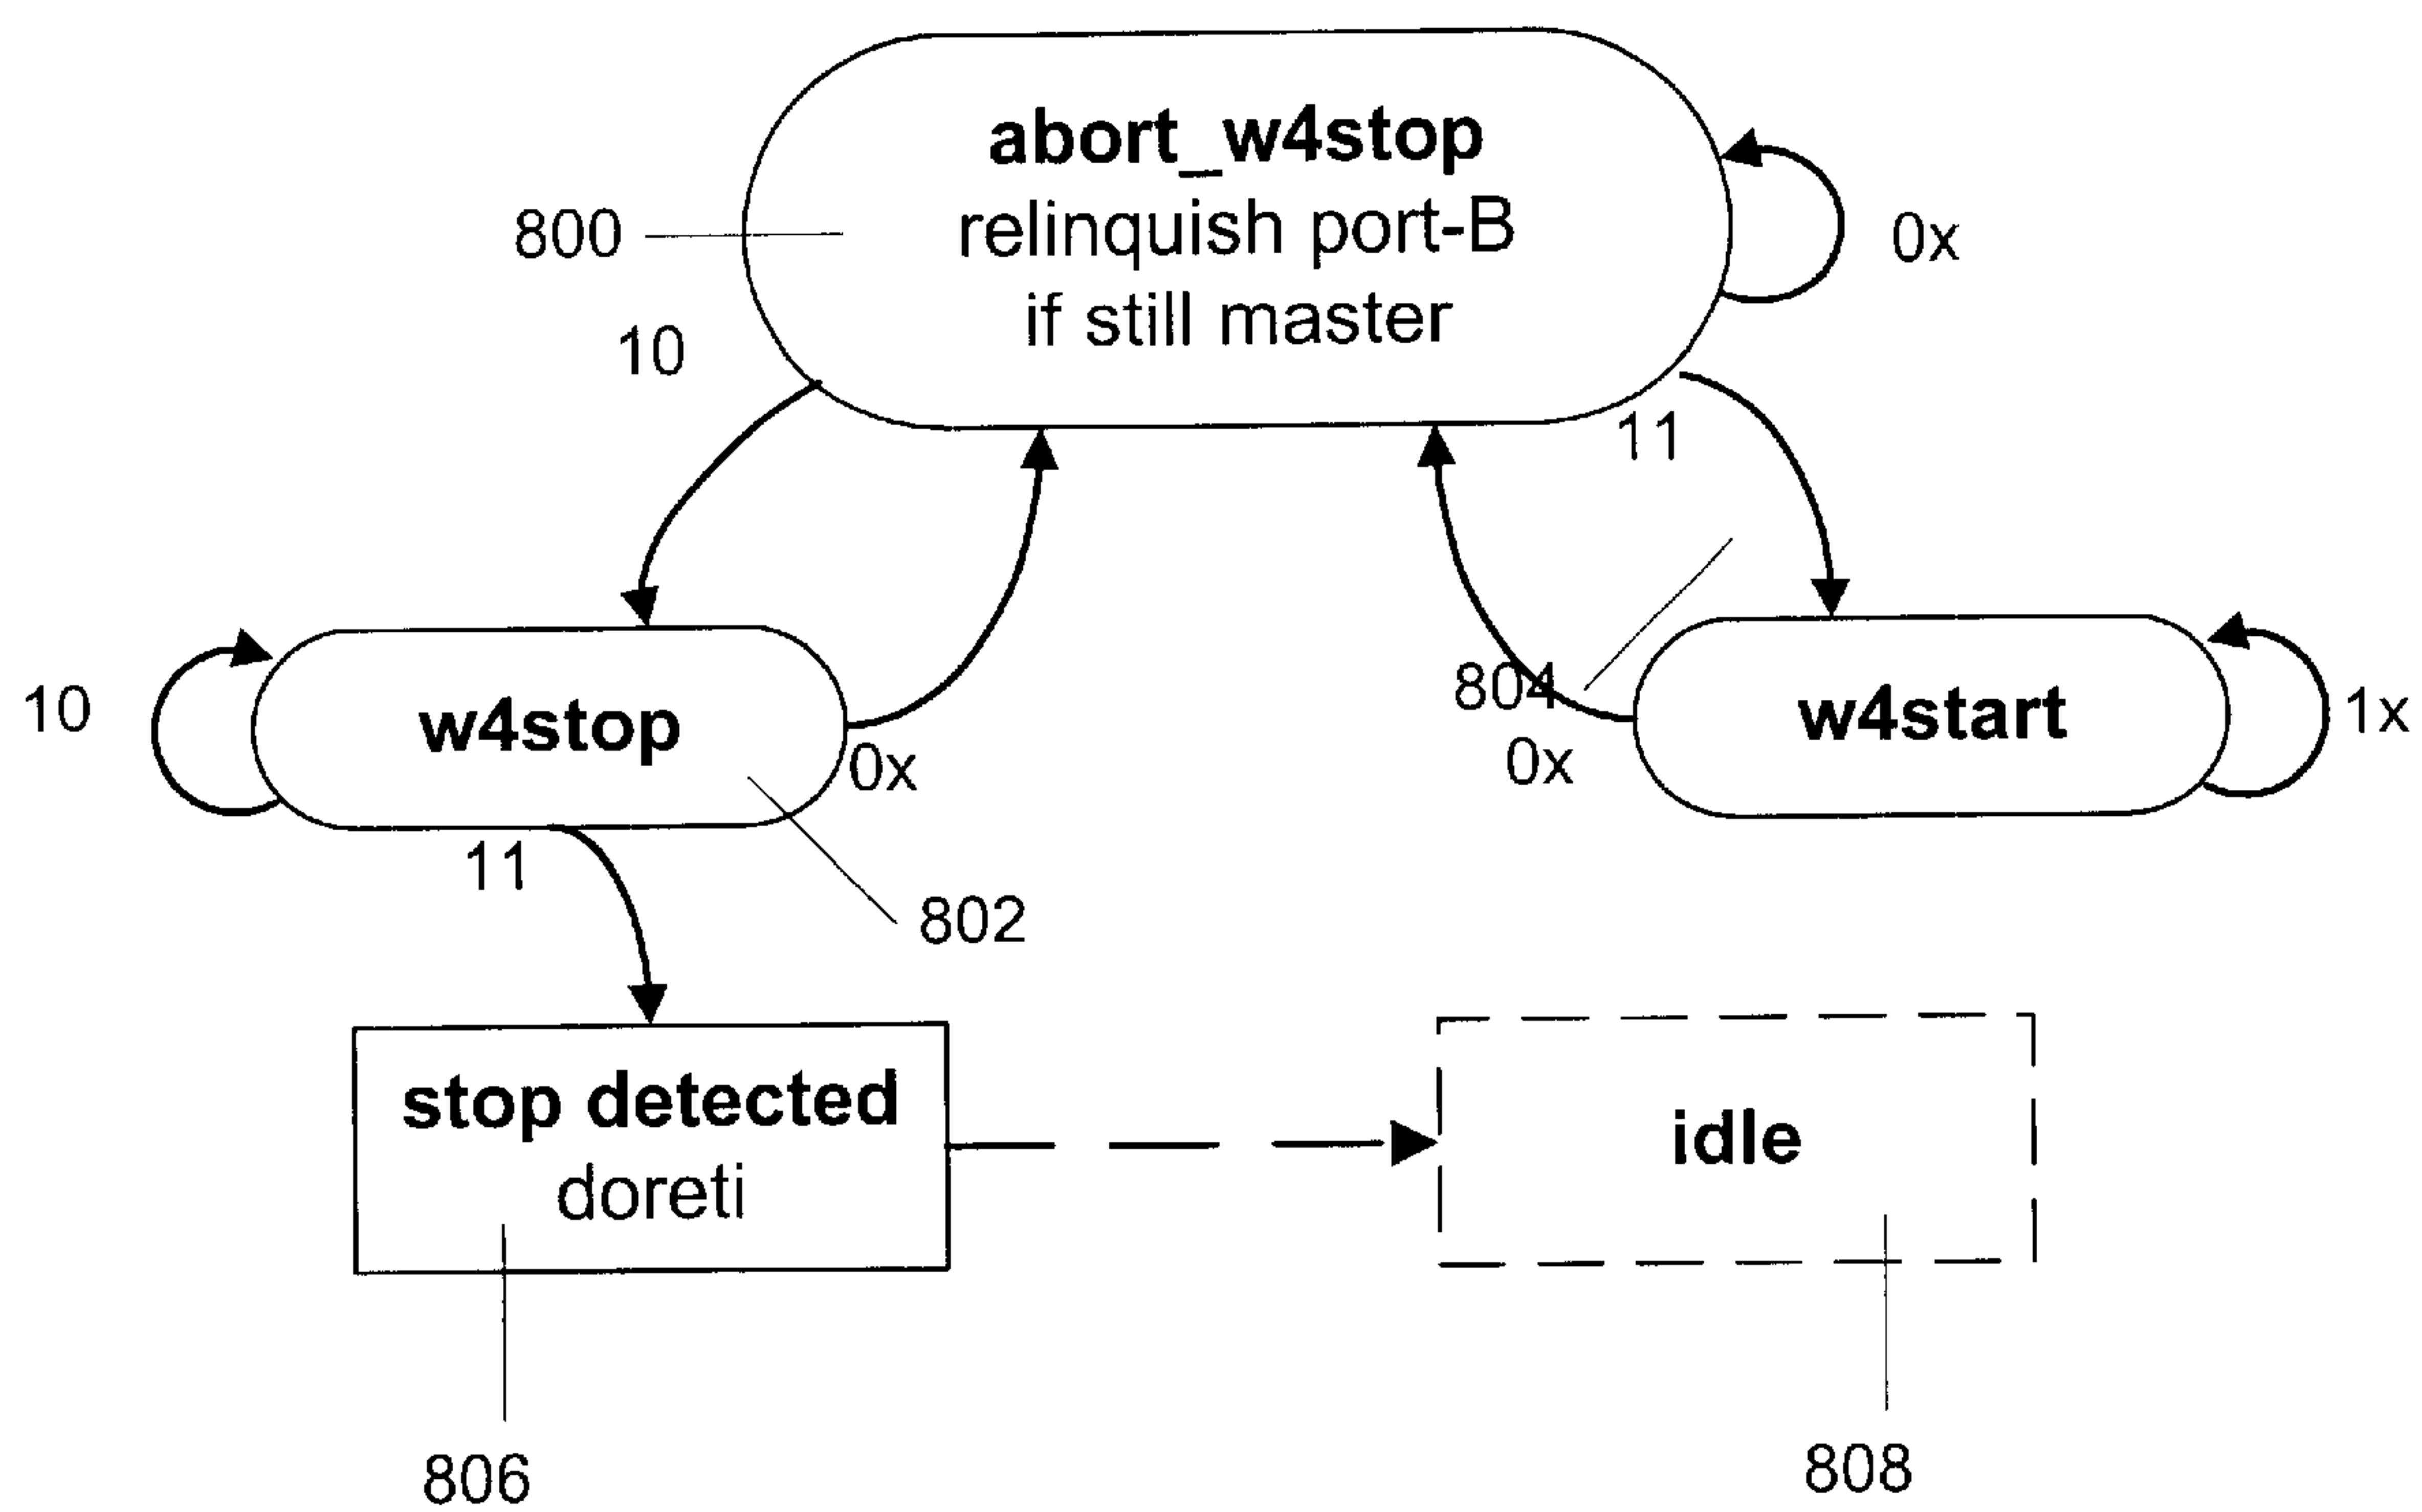 abort_w4stop
relinquish port-B
if still master
800
0x
10
11
10
w4stop
0x
804
0x
w4start
1x
11
802
stop detected
doreti
idle
806
808